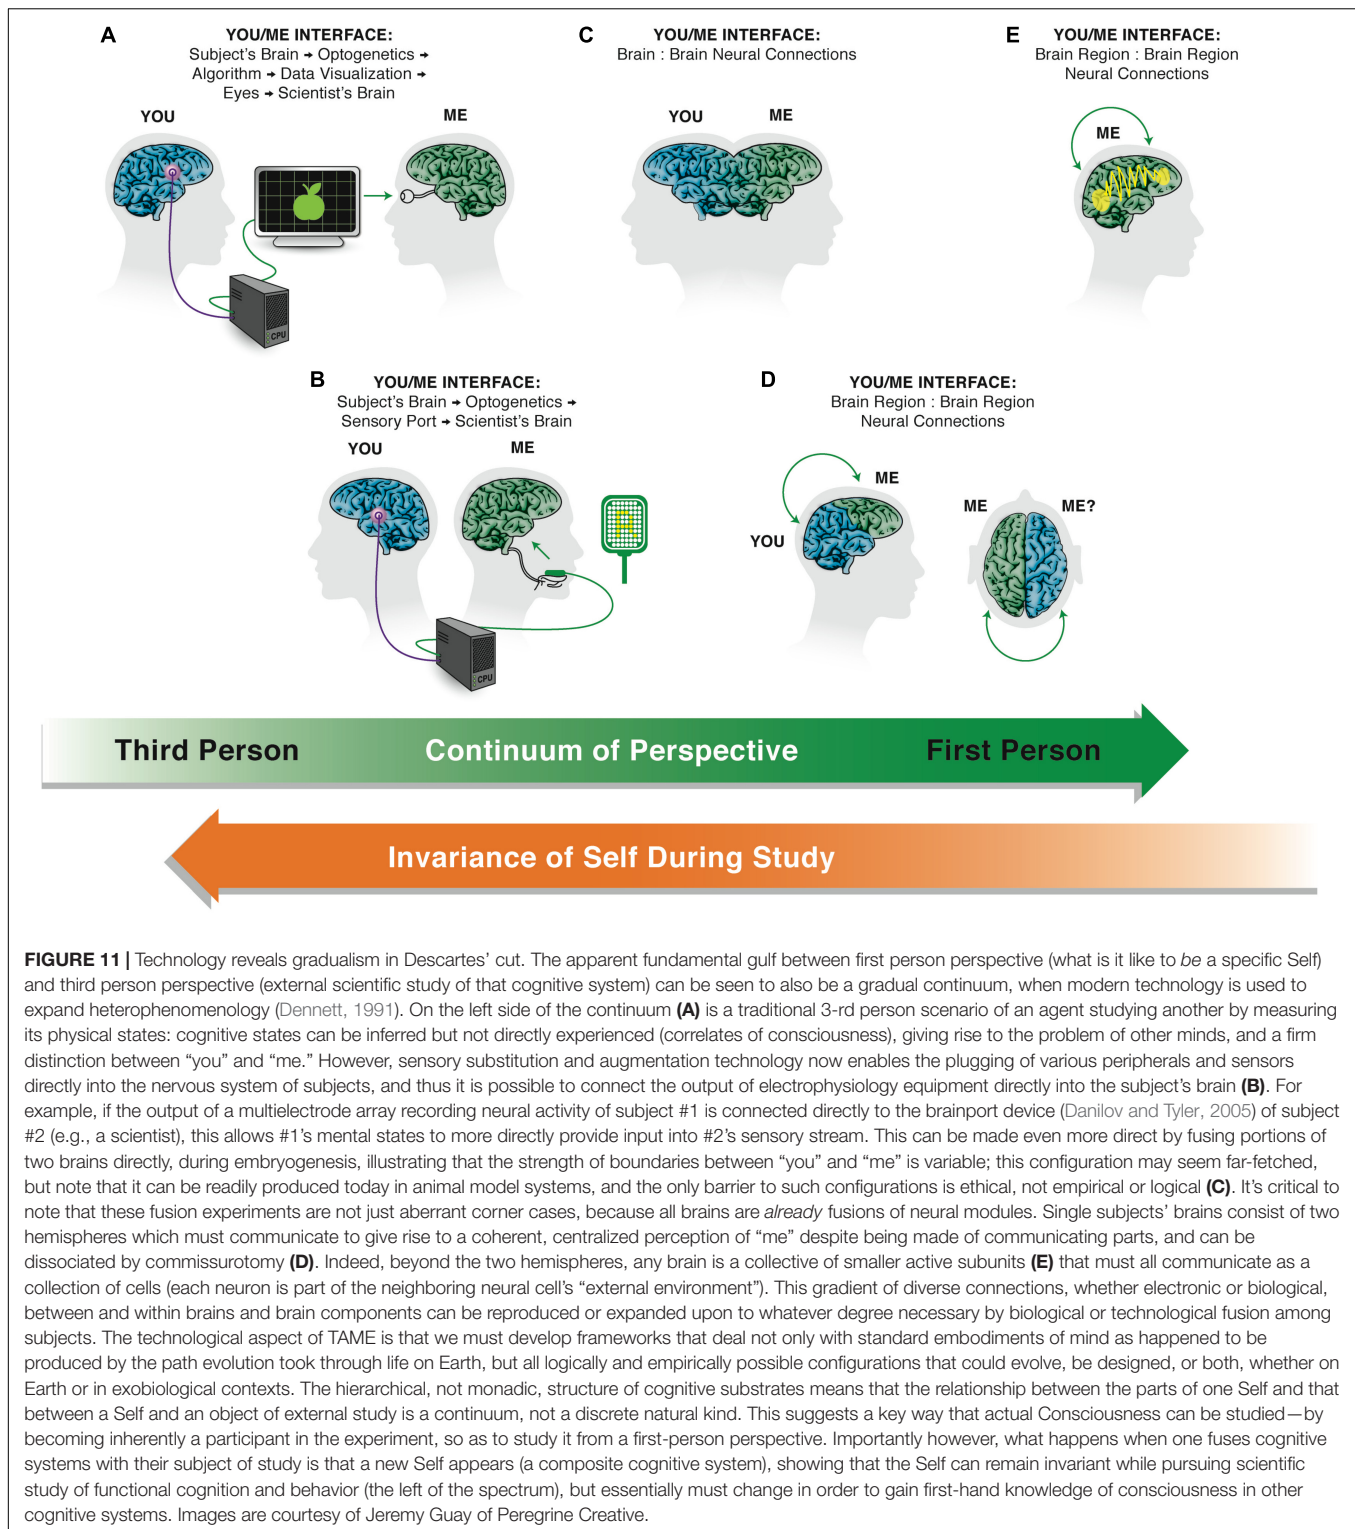 A
YOU/ME INTERFACE:
Subject's Brain → Optogenetics →
Algorithm → Data Visualization →
Eyes → Scientist's Brain
YOU
ME
CPU
C
YOU/ME INTERFACE:
Brain : Brain Neural Connections
YOU
ME
E
YOU/ME INTERFACE:
Brain Region : Brain Region
Neural Connections
ME
B
YOU/ME INTERFACE:
Subject's Brain → Optogenetics →
Sensory Port → Scientist's Brain
YOU
ME
R
CPU
D
YOU/ME INTERFACE:
Brain Region : Brain Region
Neural Connections
ME
YOU
ME
ME?
Third Person
Continuum of Perspective
First Person
Invariance of Self During Study
FIGURE 11 | Technology reveals gradualism in Descartes' cut. The apparent fundamental gulf between first person perspective (what is it like to be a specific Self)
and third person perspective (external scientific study of that cognitive system) can be seen to also be a gradual continuum, when modern technology is used to
expand heterophenomenology (Dennett, 1991). On the left side of the continuum (A) is a traditional 3-rd person scenario of an agent studying another by measuring
its physical states: cognitive states can be inferred but not directly experienced (correlates of consciousness), giving rise to the problem of other minds, and a firm
distinction between "you" and "me." However, sensory substitution and augmentation technology now enables the plugging of various peripherals and sensors
directly into the nervous system of subjects, and thus it is possible to connect the output of electrophysiology equipment directly into the subject's brain (B). For
example, if the output of a multielectrode array recording neural activity of subject #1 is connected directly to the brainport device (Danilov and Tyler, 2005) of subject
#2 (e.g., a scientist), this allows #1's mental states to more directly provide input into #2's sensory stream. This can be made even more direct by fusing portions of
two brains directly, during embryogenesis, illustrating that the strength of boundaries between "you" and "me" is variable; this configuration may seem far-fetched,
but note that it can be readily produced today in animal model systems, and the only barrier to such configurations is ethical, not empirical or logical (C). It's critical to
note that these fusion experiments are not just aberrant corner cases, because all brains are already fusions of neural modules. Single subjects' brains consist of two
hemispheres which must communicate to give rise to a coherent, centralized perception of "me" despite being made of communicating parts, and can be
dissociated by commissurotomy (D). Indeed, beyond the two hemispheres, any brain is a collective of smaller active subunits (E) that must all communicate as a
collection of cells (each neuron is part of the neighboring neural cell's "external environment"). This gradient of diverse connections, whether electronic or biological,
between and within brains and brain components can be reproduced or expanded upon to whatever degree necessary by biological or technological fusion among
subjects. The technological aspect of TAME is that we must develop frameworks that deal not only with standard embodiments of mind as happened to be
produced by the path evolution took through life on Earth, but all logically and empirically possible configurations that could evolve, be designed, or both, whether on
Earth or in exobiological contexts. The hierarchical, not monadic, structure of cognitive substrates means that the relationship between the parts of one Self and that
between a Self and an object of external study is a continuum, not a discrete natural kind. This suggests a key way that actual Consciousness can be studied—by
becoming inherently a participant in the experiment, so as to study it from a first-person perspective. Importantly however, what happens when one fuses cognitive
systems with their subject of study is that a new Self appears (a composite cognitive system), showing that the Self can remain invariant while pursuing scientific
study of functional cognition and behavior (the left of the spectrum), but essentially must change in order to gain first-hand knowledge of consciousness in other
cognitive systems. Images are courtesy of Jeremy Guay of Peregrine Creative.